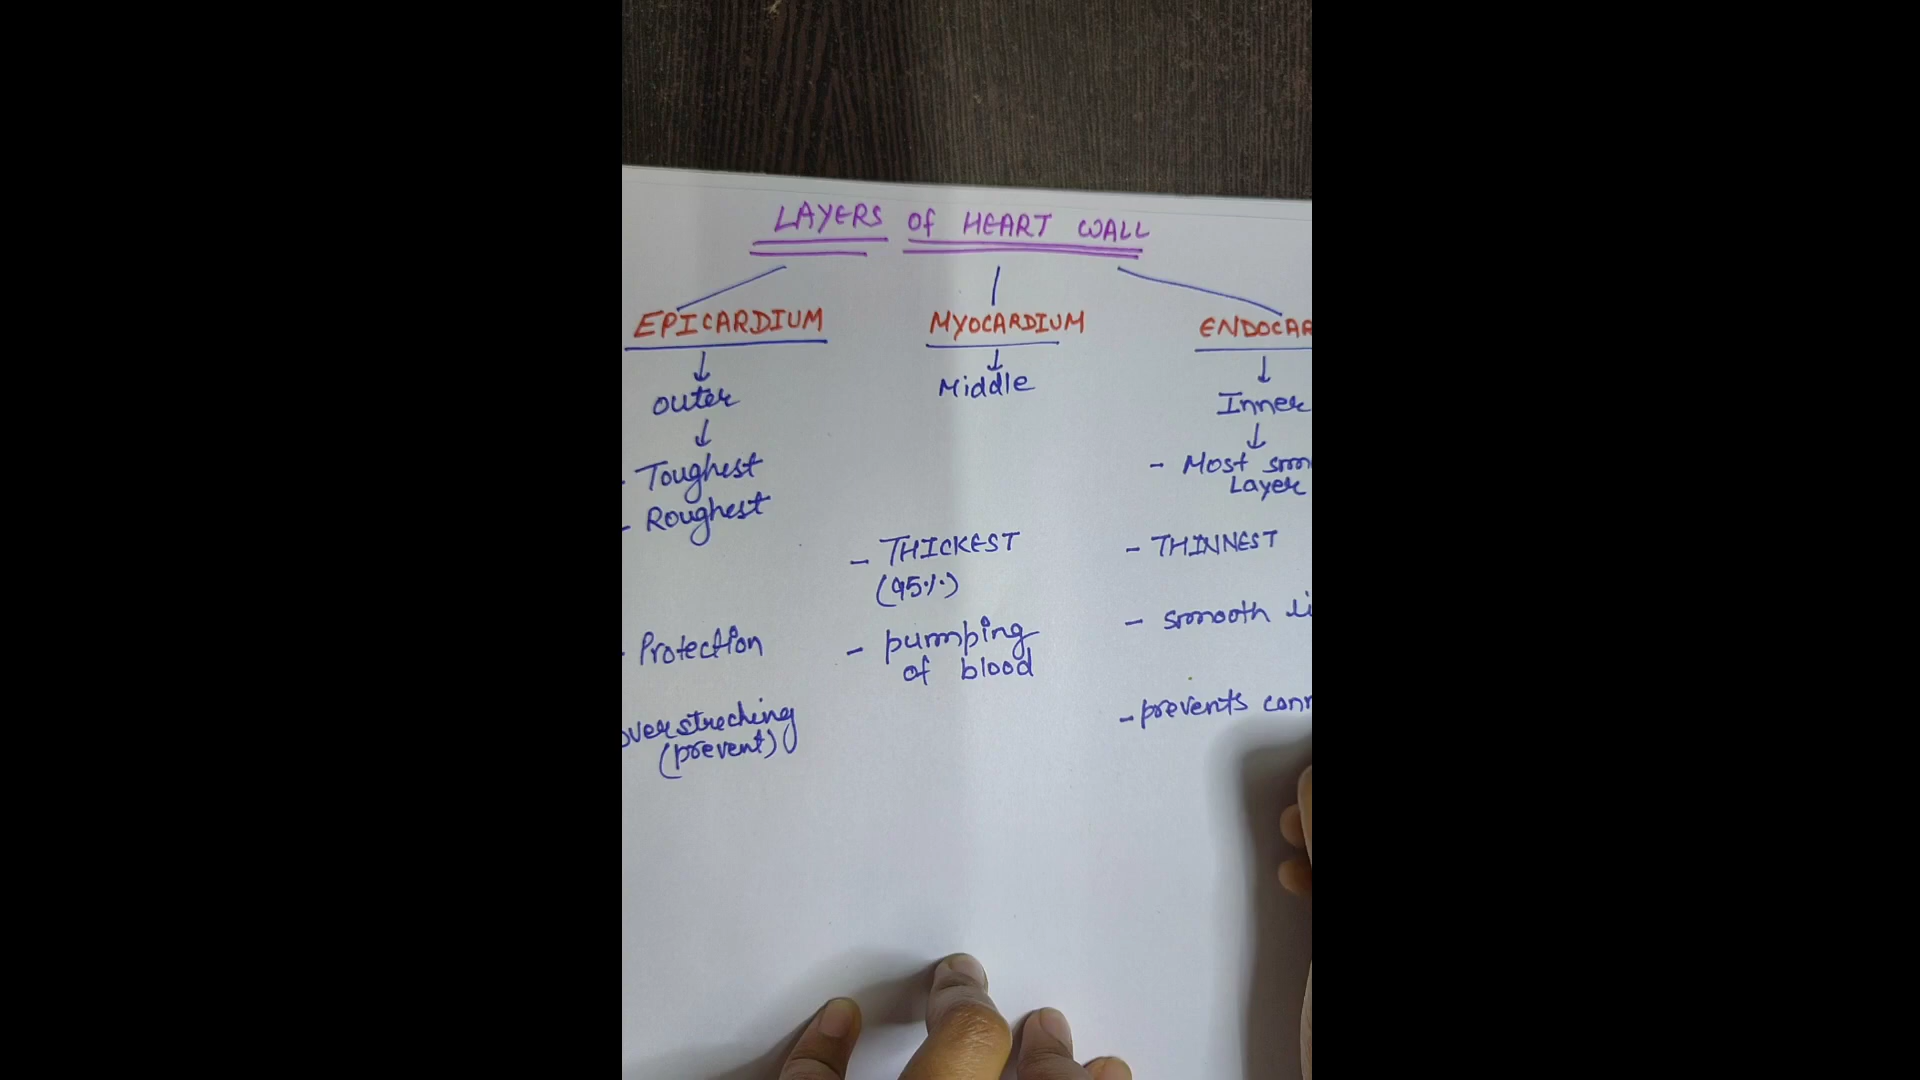 LAYERS of HEART WALL
EPICARDIUM
outer
- Toughest
- Roughest
- Protection
overstreching
(prevent)
MYOCARDIUM
Middle
- THICKEST
(95%)
- pumping
of blood
Inner
- Most
Layer
- THINNEST
- smooth
- prevents